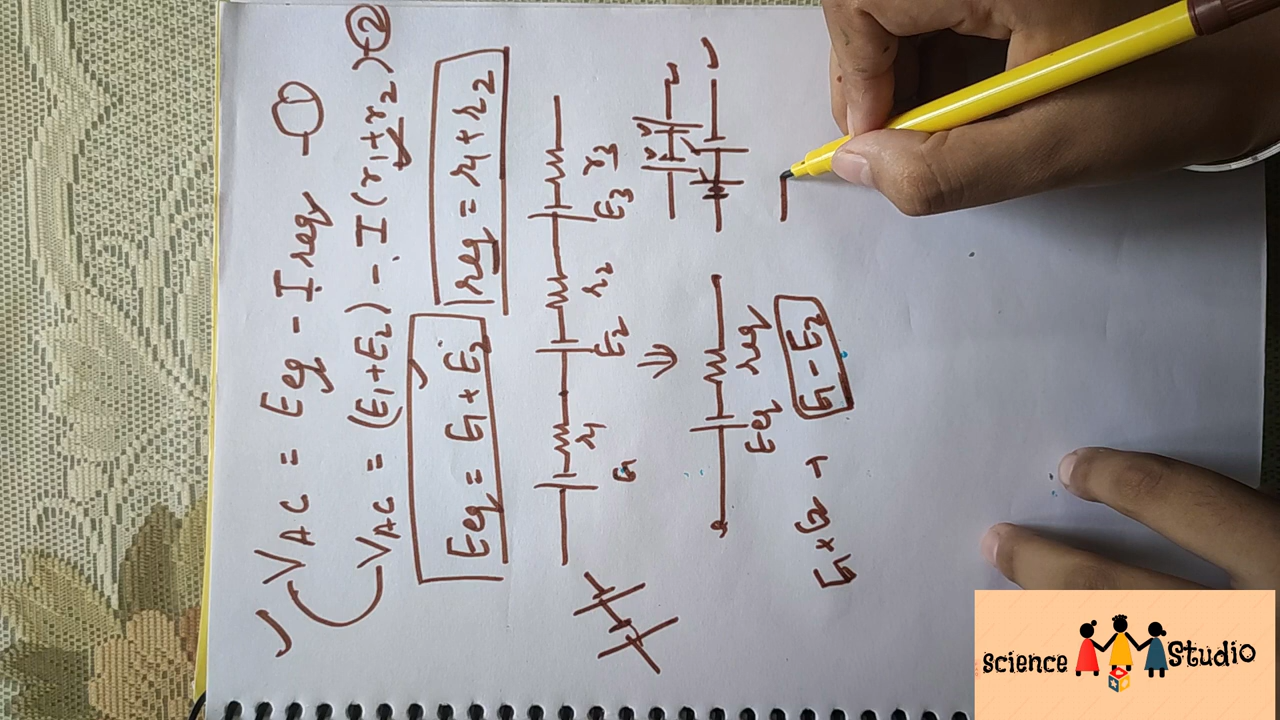 V_AC = Eeq - I req - ①
V_AC = (E1+E2) - I(r1+r2) - ②
Eeq = E1 + E2
req = r1 + r2
E1 r1 E2 r2 E3 r3
Eeq req
E1+E2 → E1-E2
Science Studio